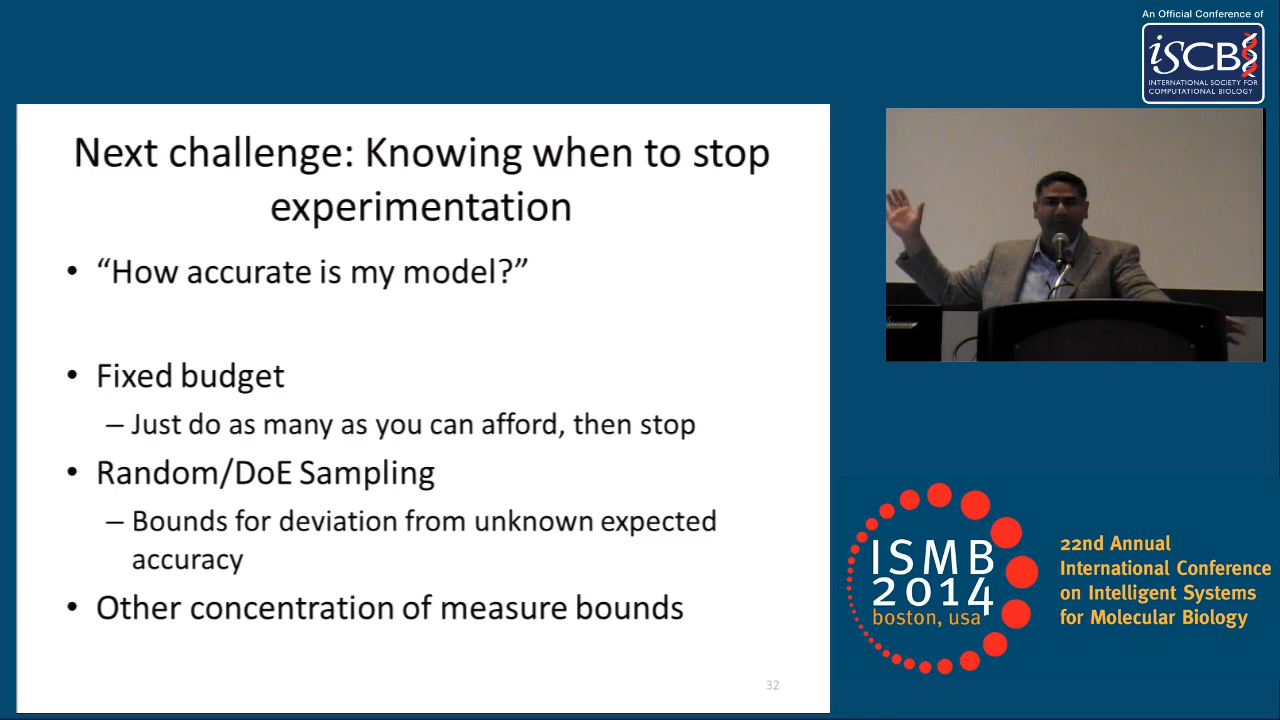 An Official Conference of
iSCB
INTERNATIONAL SOCIETY FOR
COMPUTATIONAL BIOLOGY
Next challenge: Knowing when to stop
experimentation
• “How accurate is my model?”
• Fixed budget
– Just do as many as you can afford, then stop
• Random/DoE Sampling
– Bounds for deviation from unknown expected
accuracy
• Other concentration of measure bounds
32
ISMB
2014
boston, usa
22nd Annual
International Conference
on Intelligent Systems
for Molecular Biology